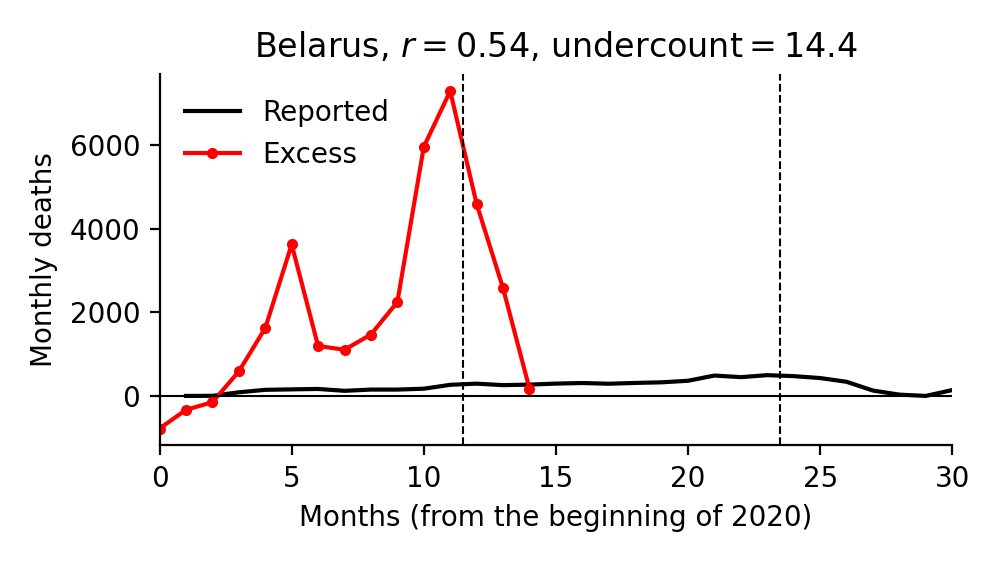 Belarus, r = 0.54, undercount = 14.4
Reported
Excess
Monthly deaths
6000
4000
2000
0
0 5 10 15 20 25 30
Months (from the beginning of 2020)